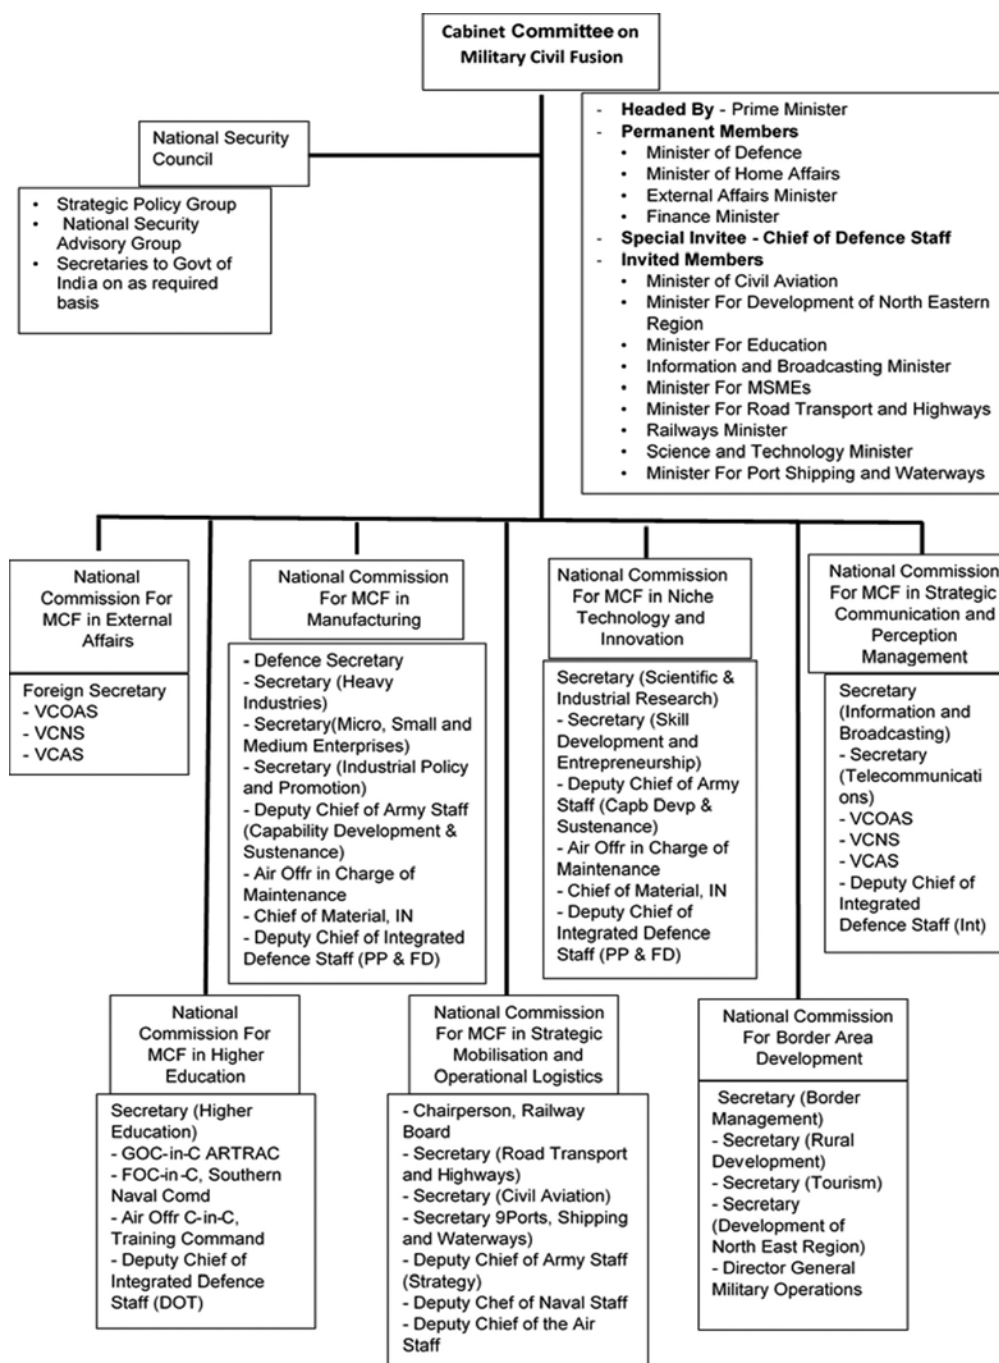 Cabinet Committee on
Military Civil Fusion
National Security
Council
• Strategic Policy Group
• National Security
Advisory Group
• Secretaries to Govt of
India on as required
basis
- Headed By - Prime Minister
- Permanent Members
• Minister of Defence
• Minister of Home Affairs
• External Affairs Minister
• Finance Minister
- Special Invitee - Chief of Defence Staff
- Invited Members
• Minister of Civil Aviation
• Minister For Development of North Eastern
Region
• Minister For Education
• Information and Broadcasting Minister
• Minister For MSMEs
• Minister For Road Transport and Highways
• Railways Minister
• Science and Technology Minister
• Minister For Port Shipping and Waterways
National
Commission For
MCF in External
Affairs
Foreign Secretary
- VCOAS
- VCNS
- VCAS
National Commission
For MCF in
Manufacturing
- Defence Secretary
- Secretary (Heavy
Industries)
- Secretary(Micro, Small and
Medium Enterprises)
- Secretary (Industrial Policy
and Promotion)
- Deputy Chief of Army Staff
(Capability Development &
Sustenance)
- Air Offr in Charge of
Maintenance
- Chief of Material, IN
- Deputy Chief of Integrated
Defence Staff (PP & FD)
National Commission
For MCF in Niche
Technology and
Innovation
Secretary (Scientific &
Industrial Research)
- Secretary (Skill
Development and
Entrepreneurship)
- Deputy Chief of Army
Staff (Capb Devp &
Sustenance)
- Air Offr in Charge of
Maintenance
- Chief of Material, IN
- Deputy Chief of
Integrated Defence
Staff (PP & FD)
National Commission
For MCF in Strategic
Communication and
Perception
Management
Secretary
(Information and
Broadcasting)
- Secretary
(Telecommunicati
ons)
- VCOAS
- VCNS
- VCAS
- Deputy Chief of
Integrated
Defence Staff (Int)
National
Commission For
MCF in Higher
Education
Secretary (Higher
Education)
- GOC-in-C ARTRAC
- FOC-in-C, Southern
Naval Comd
- Air Offr C-in-C,
Training Command
- Deputy Chief of
Integrated Defence
Staff (DOT)
National Commission
For MCF in Strategic
Mobilisation and
Operational Logistics
- Chairperson, Railway
Board
- Secretary (Road Transport
and Highways)
- Secretary (Civil Aviation)
- Secretary 9Ports, Shipping
and Waterways)
- Deputy Chief of Army Staff
(Strategy)
- Deputy Chef of Naval Staff
- Deputy Chief of the Air
Staff
National Commission
For Border Area
Development
Secretary (Border
Management)
- Secretary (Rural
Development)
- Secretary (Tourism)
- Secretary
(Development of
North East Region)
- Director General
Military Operations